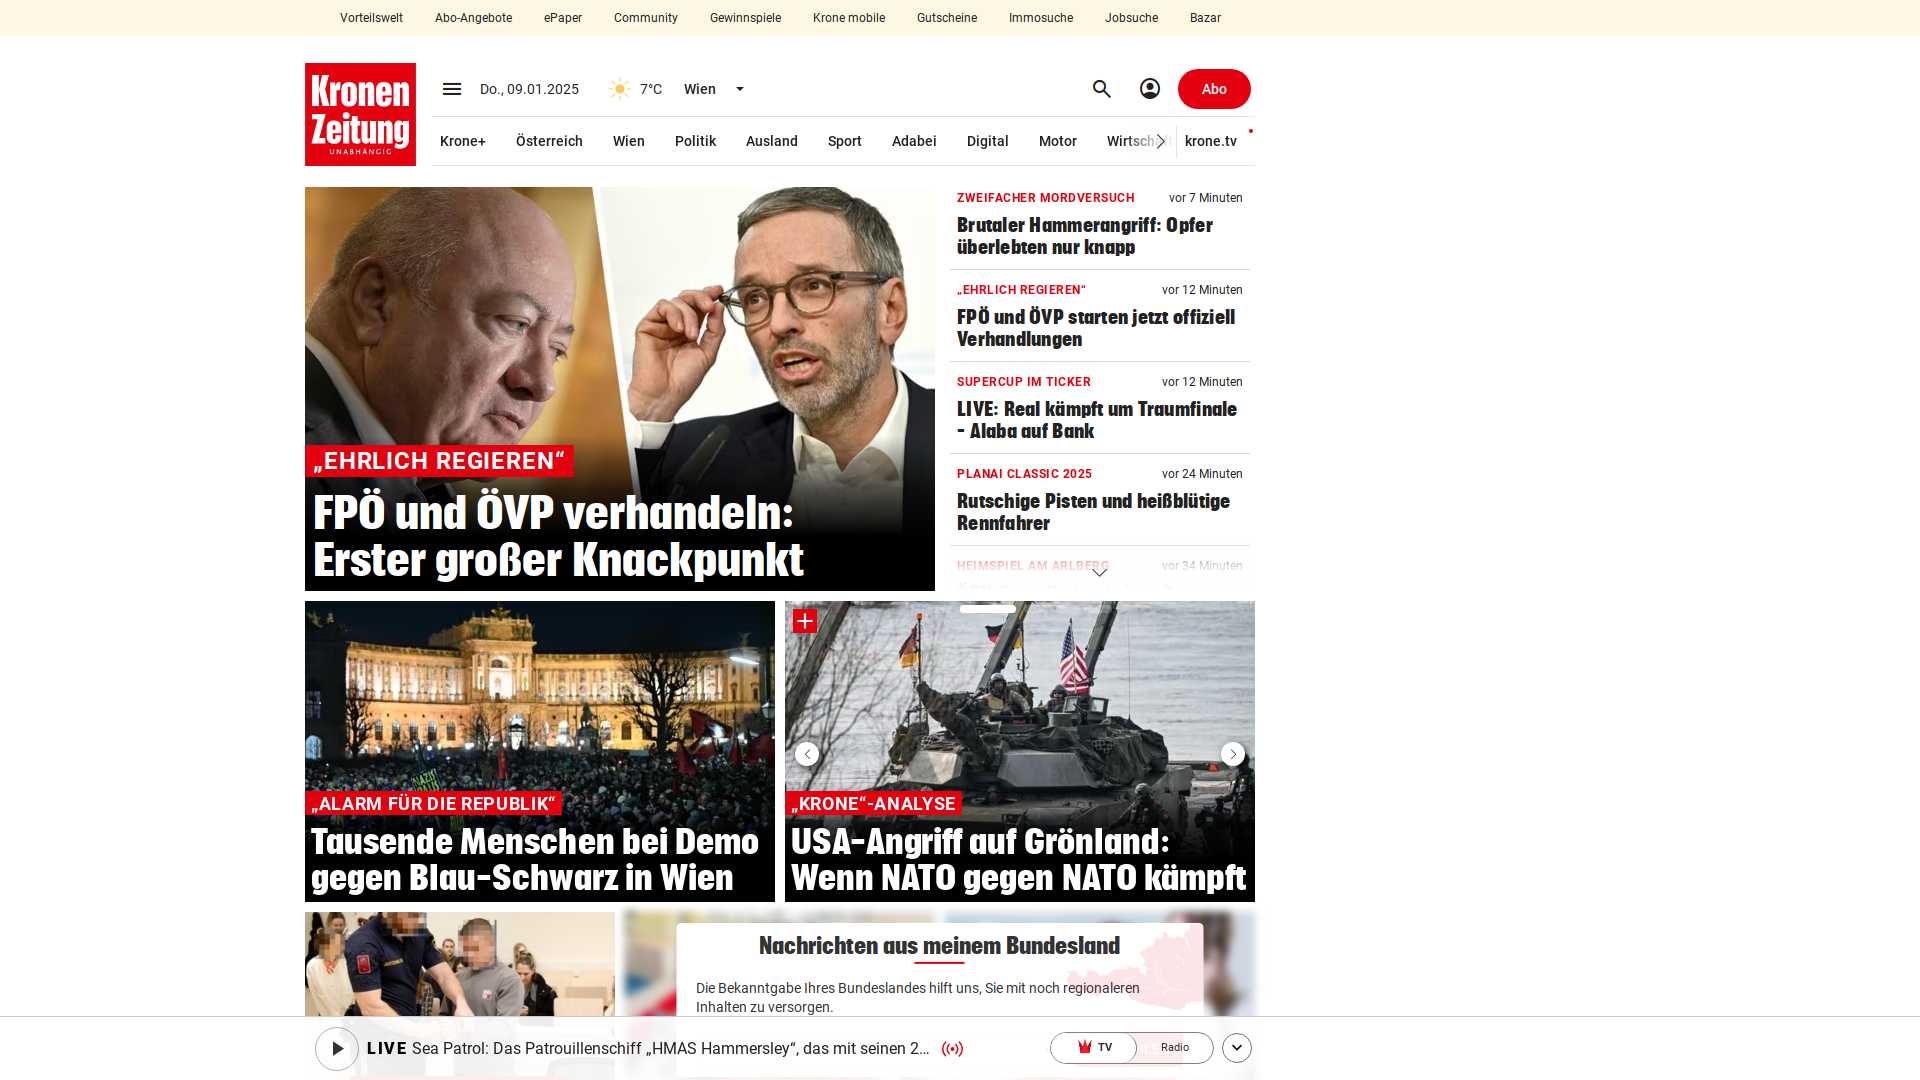 Vorteilswelt Abo-Angebote ePaper Community Gewinnspiele Krone mobile Gutscheine Immosuche Jobsuche Bazar
Kronen
Zeitung
UNABHÄNGIG
Do., 09.01.2025 7°C Wien
Abo
Krone+ Österreich Wien Politik Ausland Sport Adabei Digital Motor Wirtschaft krone.tv
„EHRLICH REGIEREN“
FPÖ und ÖVP verhandeln:
Erster großer Knackpunkt
ZWEIFACHER MORDVERSUCH vor 7 Minuten
Brutaler Hammerangriff: Opfer
überlebten nur knapp
„EHRLICH REGIEREN“ vor 12 Minuten
FPÖ und ÖVP starten jetzt offiziell
Verhandlungen
SUPERCUP IM TICKER vor 12 Minuten
LIVE: Real kämpft um Traumfinale
– Alaba auf Bank
PLANAI CLASSIC 2025 vor 24 Minuten
Rutschige Pisten und heißblütige
Rennfahrer
HEIMSPIEL AM ARLBERG vor 34 Minuten
„ALARM FÜR DIE REPUBLIK“
Tausende Menschen bei Demo
gegen Blau-Schwarz in Wien
„KRONE“-ANALYSE
USA-Angriff auf Grönland:
Wenn NATO gegen NATO kämpft
Nachrichten aus meinem Bundesland
Die Bekanntgabe Ihres Bundeslandes hilft uns, Sie mit noch regionaleren
Inhalten zu versorgen.
LIVE Sea Patrol: Das Patrouillenschiff „HMAS Hammersley“, das mit seinen 2...
TV Radio